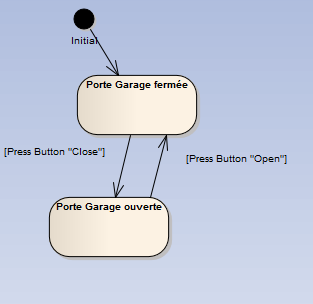 Initial
Porte Garage fermée
[Press Button "Close"]
[Press Button "Open"]
Porte Garage ouverte